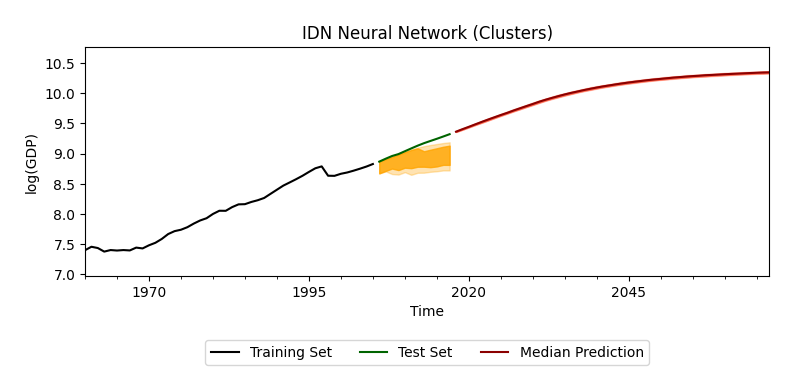 IDN Neural Network (Clusters)
10.5
10.0
9.5
9.0
8.5
8.0
7.5
7.0
log(GDP)
1970 1995 2020 2045
Time
Training Set Test Set Median Prediction